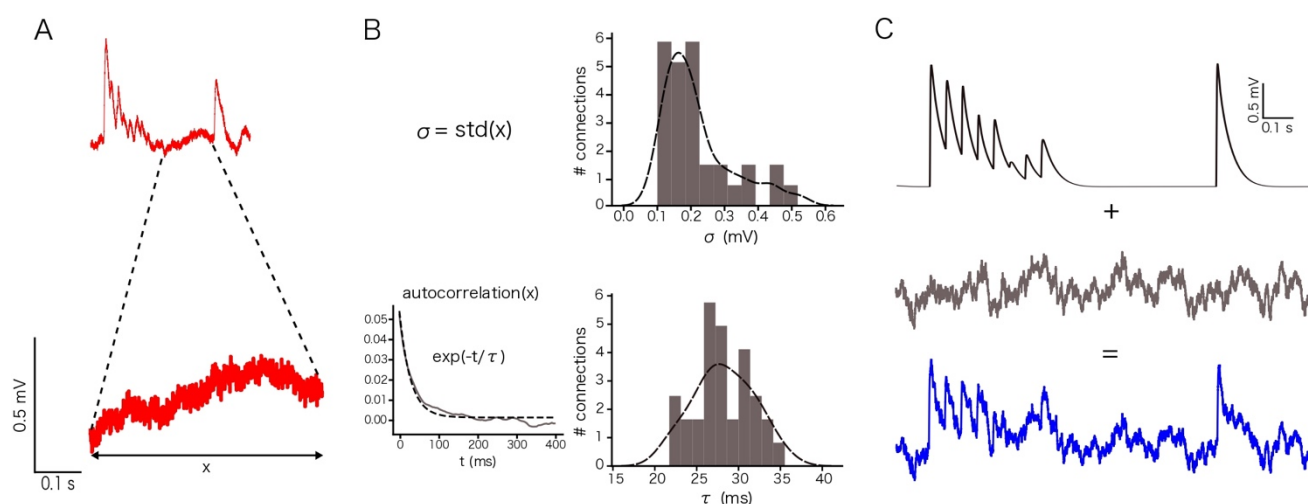 A
0.5 mV
0.1 s
x
B
σ = std(x)
# connections
6
5
4
3
2
1
0
0.0 0.1 0.2 0.3 0.4 0.5 0.6
σ (mV)
autocorrelation(x)
exp(-t/τ)
0.05
0.04
0.03
0.02
0.01
0.00
0 100 200 300 400
t (ms)
# connections
6
5
4
3
2
1
0
15 20 25 30 35 40
τ (ms)
C
0.5 mV
0.1 s
+
=